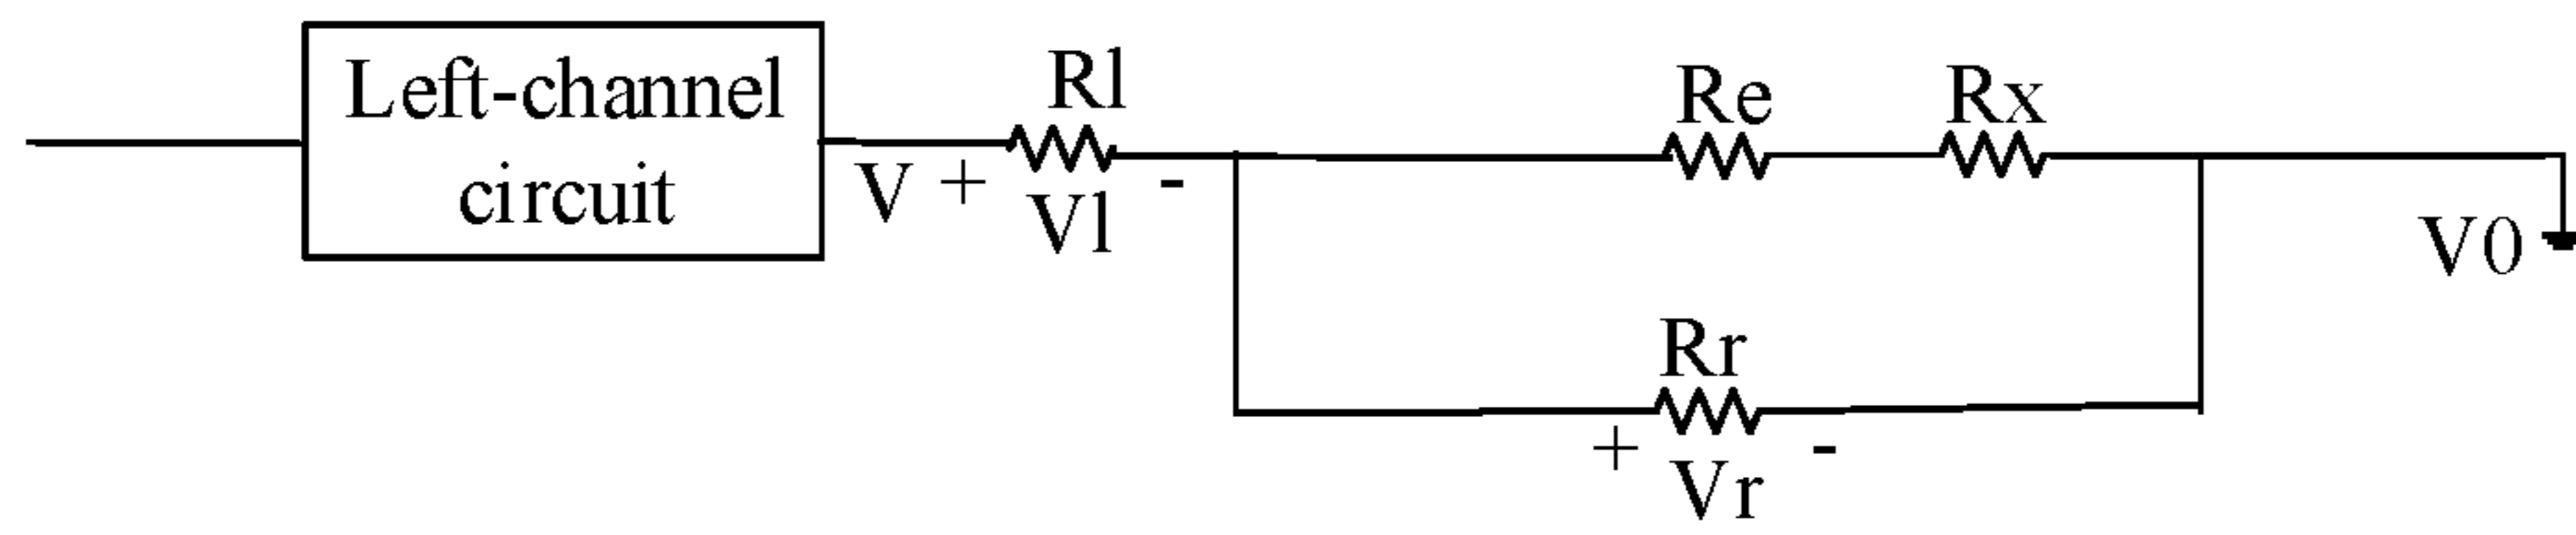 Left-channel
circuit
V + Rl -
Vl
Re
Rx
V0
Rr
+ -
Vr